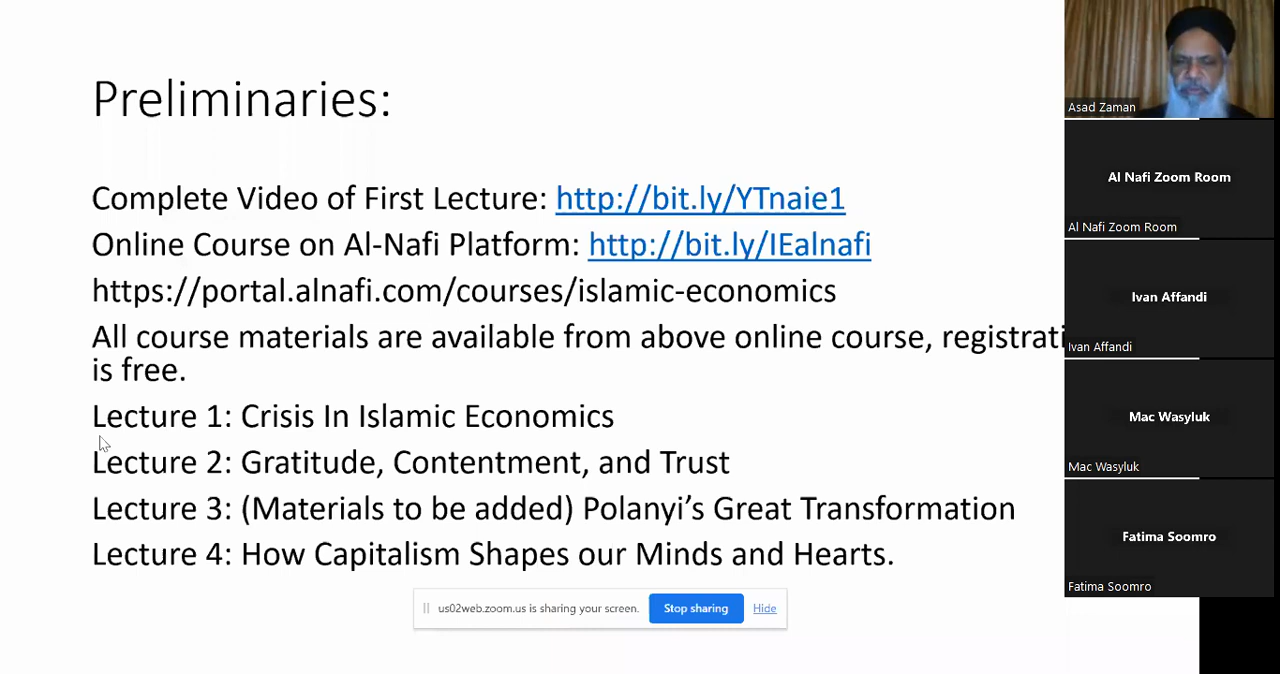 Preliminaries:
Complete Video of First Lecture: http://bit.ly/YTnaie1
Online Course on Al-Nafi Platform: http://bit.ly/IEalnafi
https://portal.alnafi.com/courses/islamic-economics
All course materials are available from above online course, registrati
is free.
Lecture 1: Crisis In Islamic Economics
Lecture 2: Gratitude, Contentment, and Trust
Lecture 3: (Materials to be added) Polanyi’s Great Transformation
Lecture 4: How Capitalism Shapes our Minds and Hearts.
us02web.zoom.us is sharing your screen. Stop sharing Hide
Asad Zaman
Al Nafi Zoom Room
Al Nafi Zoom Room
Ivan Affandi
Ivan Affandi
Mac Wasyluk
Mac Wasyluk
Fatima Soomro
Fatima Soomro